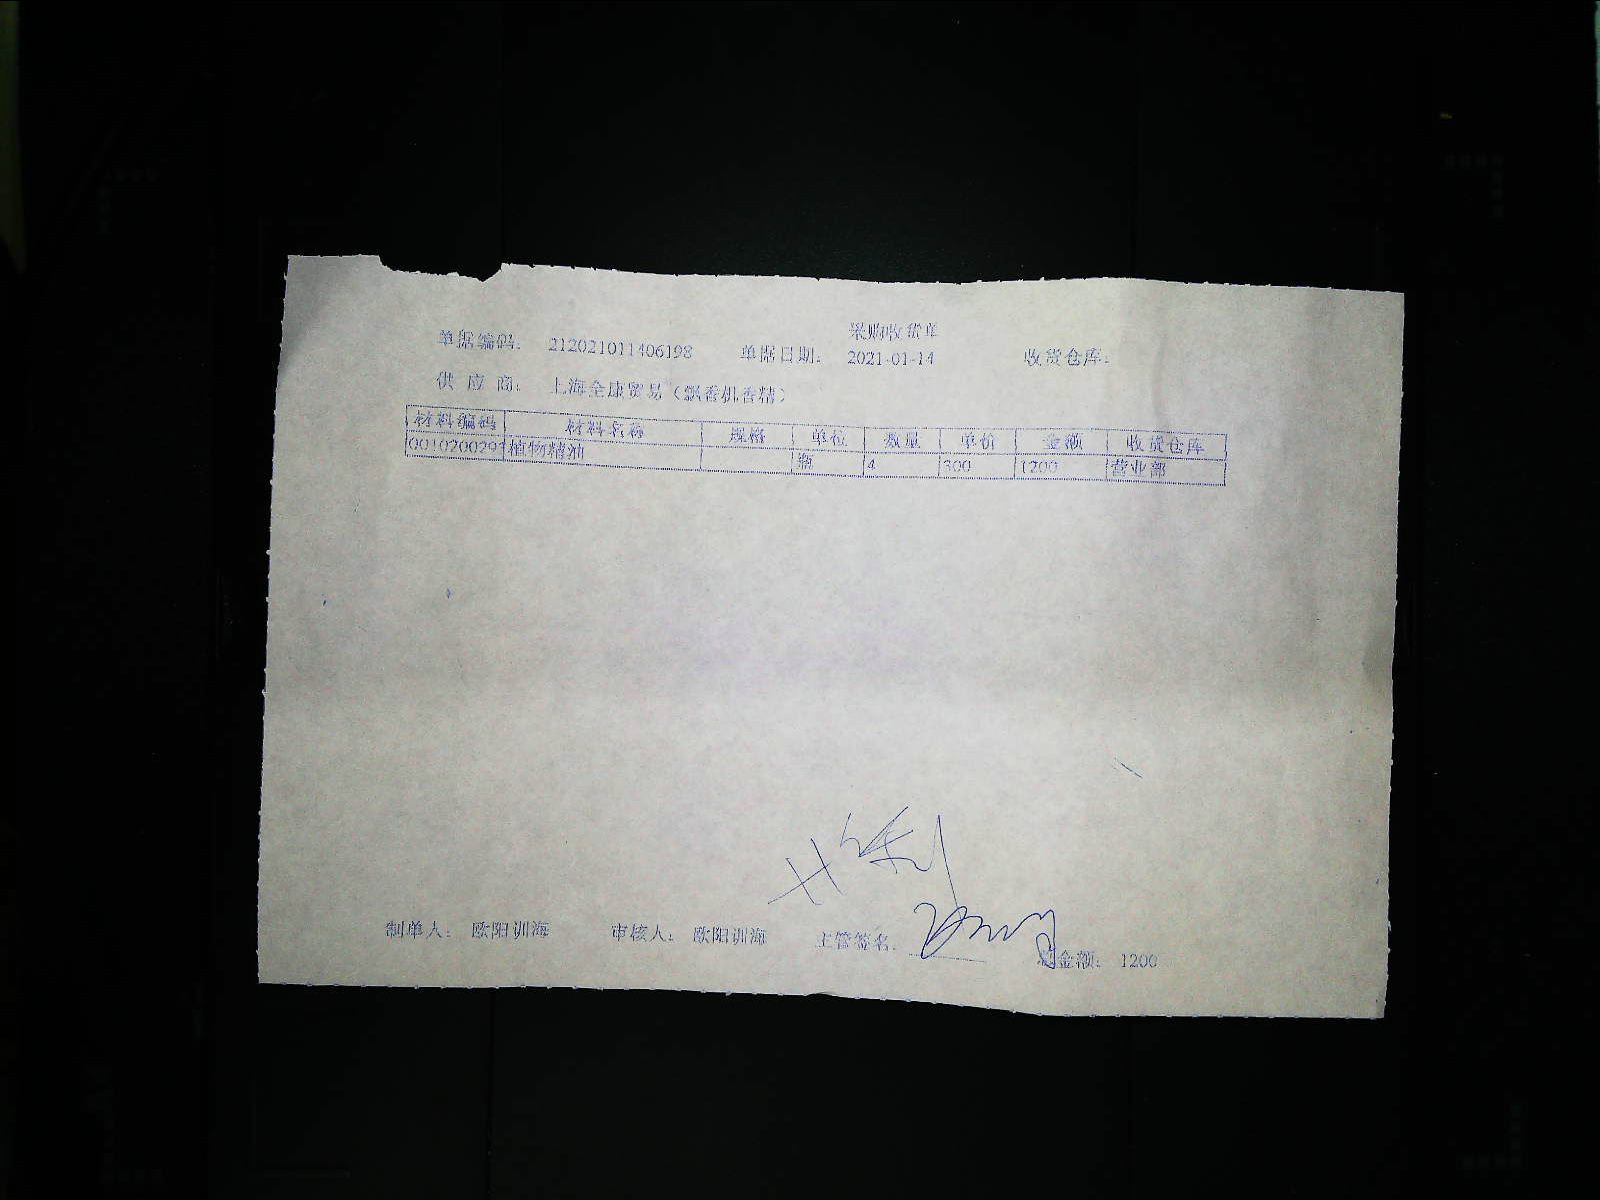 采购收货单
单据编码： 212021011406198 单据日期： 2021-01-14 收货仓库：
供 应 商： 上海全康贸易（飘香机香精）
材料编码 材料名称 规格 单位 数量 单价 金额 收货仓库
0010200297 植物精油 瓶 4 300 1200 营业部
制单人： 欧阳训海 审核人： 欧阳训海 主管签名： 总金额： 1200